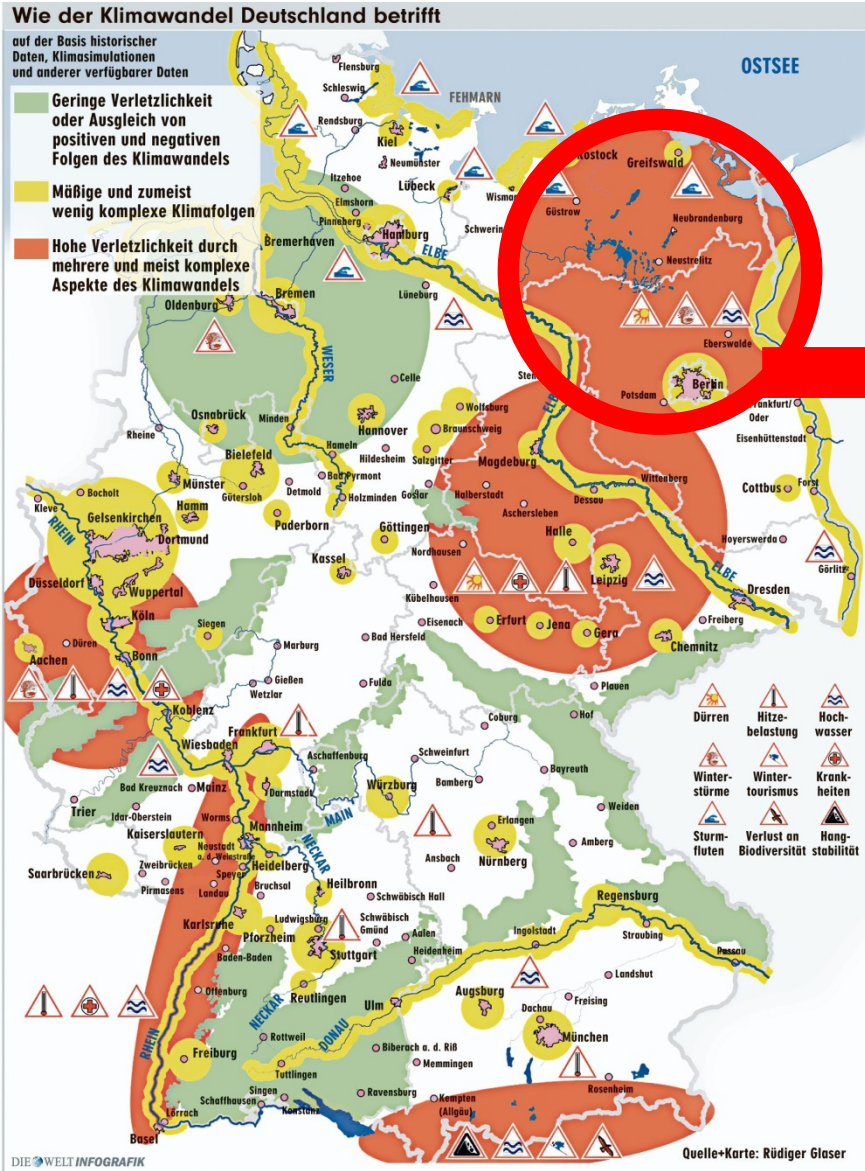 Wie der Klimawandel Deutschland betrifft
auf der Basis historischer
Daten, Klimasimulationen
und anderer verfügbarer Daten
Geringe Verletzlichkeit
oder Ausgleich von
positiven und negativen
Folgen des Klimawandels
Mäßige und zumeist
wenig komplexe Klimafolgen
Hohe Verletzlichkeit durch
mehrere und meist komplexe
Aspekte des Klimawandels
OSTSEE
Flensburg
Schleswig
FEHMARN
Rendsburg
Kiel
Neumünster
Rostock
Greifswald
Itzehoe
Lübeck
Wismar
Elmshorn
Güstrow
Pinneberg
Neubrandenburg
Hamburg
Schwerin
Bremerhaven
ELBE
Neustrelitz
Lüneburg
Oldenburg
Bremen
Eberswalde
WESER
Celle
Sten
Berlin
Potsdam
ELB
Frankfurt/
Oder
Wolfsburg
Osnabrück
Minden
Hannover
Braunschweig
Eisenhüttenstadt
Rheine
Hameln
Hildesheim
Salzgitter
Magdeburg
Bielefeld
Bad Pyrmont
Wittenberg
Münster
Gütersloh
Detmold
Holzminden
Goslar
Halberstadt
Dessau
Cottbus
Forst
Kleve
Bocholt
Aschersleben
RHEIN
Gelsenkirchen
Hamm
Paderborn
Göttingen
Halle
Hoyerswerda
Dortmund
Nordhausen
ELBE
Görlitz
Kassel
Leipzig
Düsseldorf
Wuppertal
Dresden
Kübelhausen
Köln
Siegen
Eisenach
Erfurt
Jena
Gera
Freiberg
Düren
Marburg
Bad Hersfeld
Chemnitz
Aachen
Bonn
Gießen
Fulda
Plauen
Wetzlar
Koblenz
Coburg
Hof
Wiesbaden
Frankfurt
Aschaffenburg
Schweinfurt
Bayreuth
Bad Kreuznach
Mainz
Darmstadt
Würzburg
Bamberg
Trier
Idar-Oberstein
Worms
MAIN
Weiden
Kaiserslautern
Mannheim
Erlangen
NECKAR
Neustadt
a. d. Weinstraße
Heidelberg
Nürnberg
Amberg
Saarbrücken
Zweibrücken
Speyer
Ansbach
Pirmasens
Landau
Bruchsal
Heilbronn
Schwäbisch Hall
Regensburg
Karlsruhe
Ludwigsburg
Schwäbisch
Gmünd
Pforzheim
Aalen
Ingolstadt
Straubing
Baden-Baden
Stuttgart
Heidenheim
Passau
Offenburg
Reutlingen
Landshut
NECKAR
Ulm
Augsburg
Freising
RHEIN
Rottweil
DONAU
Dachau
München
Freiburg
Biberach a. d. Riß
Tuttlingen
Memmingen
Singen
Ravensburg
Rosenheim
Schaffhausen
Konstanz
Kempten
(Allgäu)
Lörrach
Basel
Dürren
Hitze-
belastung
Hoch-
wasser
Winter-
stürme
Winter-
tourismus
Krank-
heiten
Sturm-
fluten
Verlust an
Biodiversität
Hang-
stabilität
DIE WELT INFOGRAFIK
Quelle+Karte: Rüdiger Glaser